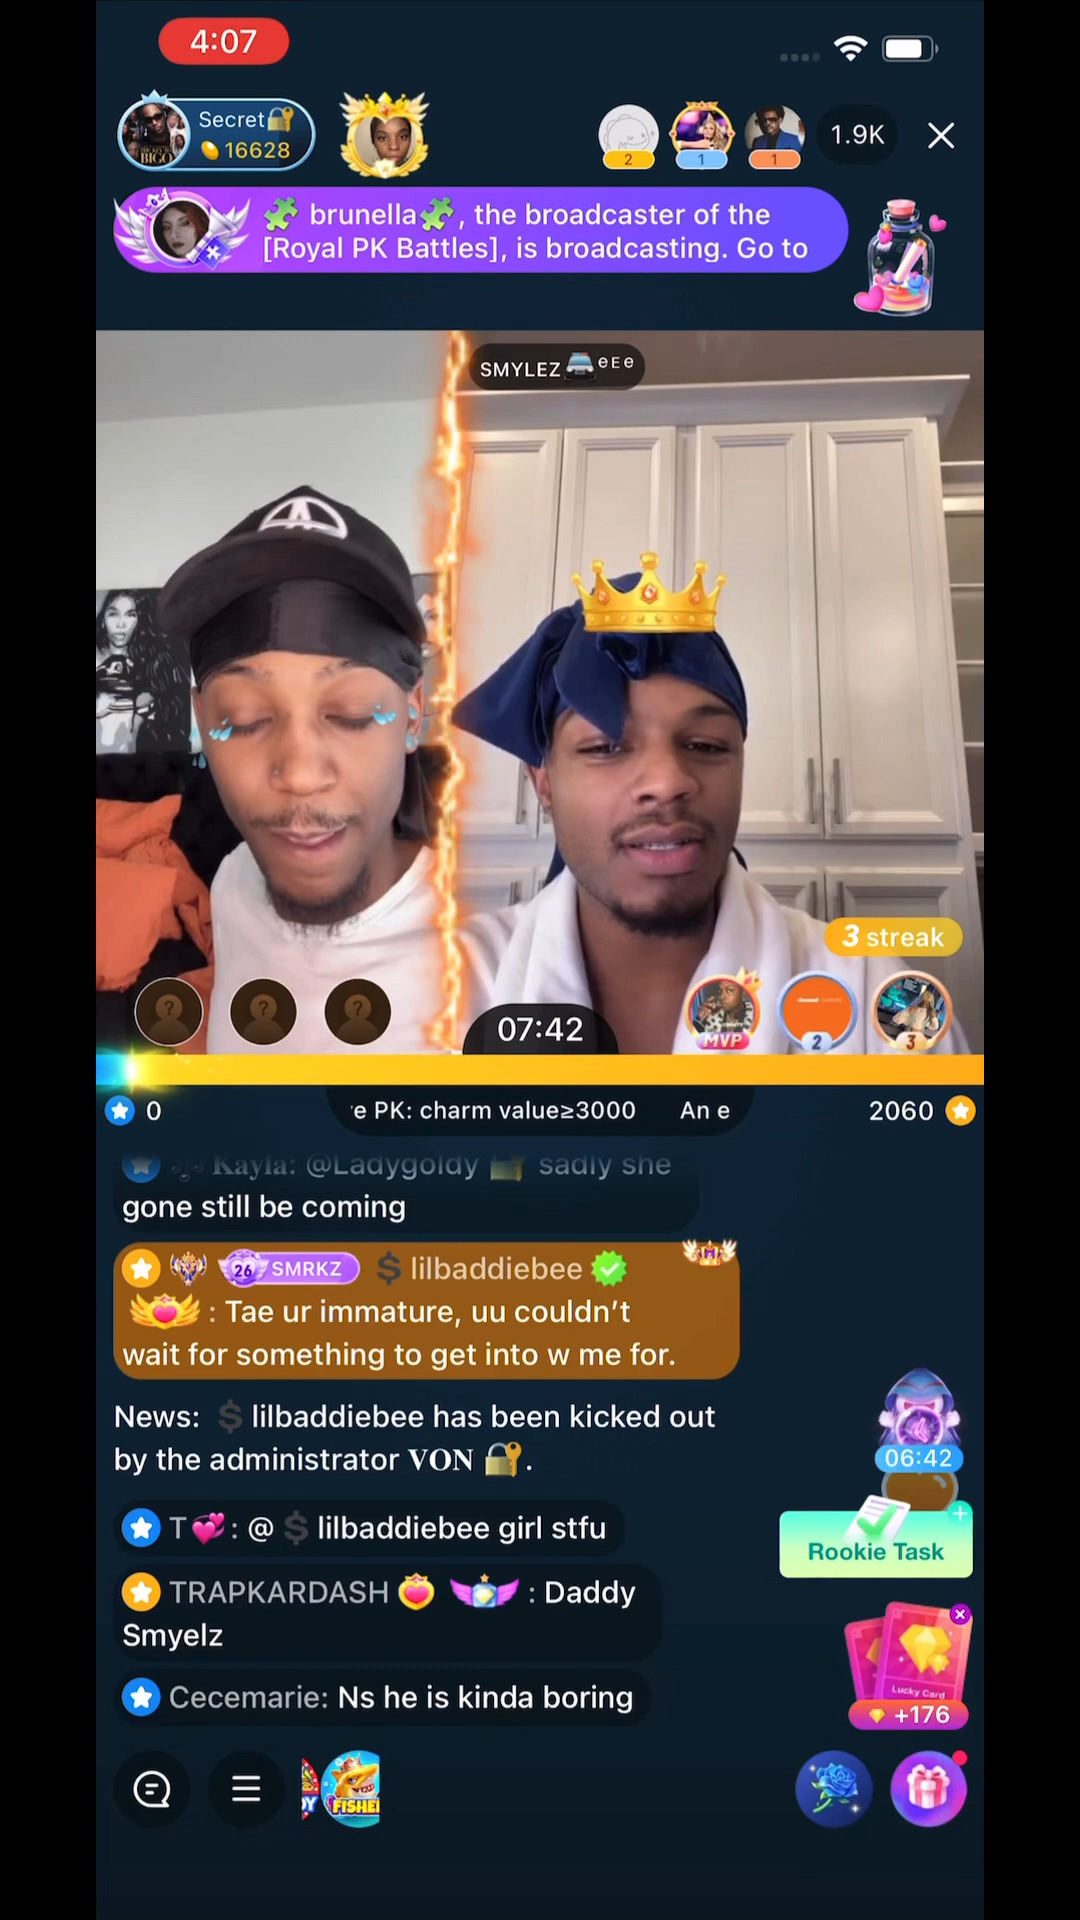 4:07
Secret
16628
BIGO
2
1
1
1.9K
brunella, the broadcaster of the
[Royal PK Battles], is broadcasting. Go to
SMYLEZ eEe
3 streak
MVP
2
3
07:42
0
e PK: charm value≥3000 An e
2060
Kayla: @Ladygoldy sadly she
gone still be coming
26 SMRKZ $ lilbaddiebee
: Tae ur immature, uu couldn't
wait for something to get into w me for.
News: $ lilbaddiebee has been kicked out
by the administrator VON .
06:42
T : @ $ lilbaddiebee girl stfu
Rookie Task
TRAPKARDASH : Daddy
Smyelz
Lucky Card
Cecemarie: Ns he is kinda boring
+176
FISHE